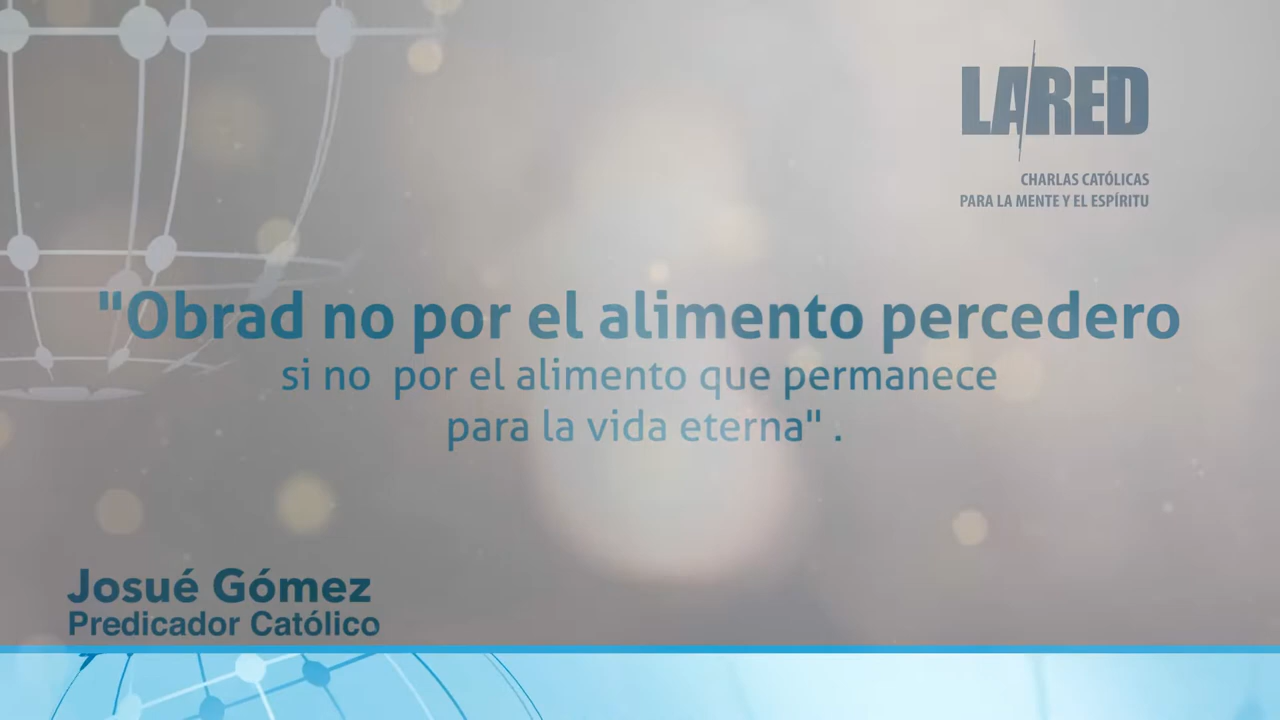 LARED
CHARLAS CATÓLICAS
PARA LA MENTE Y EL ESPÍRITU
"Obrad no por el alimento percedero
si no por el alimento que permanece
para la vida eterna" .
Josué Gómez
Predicador Católico